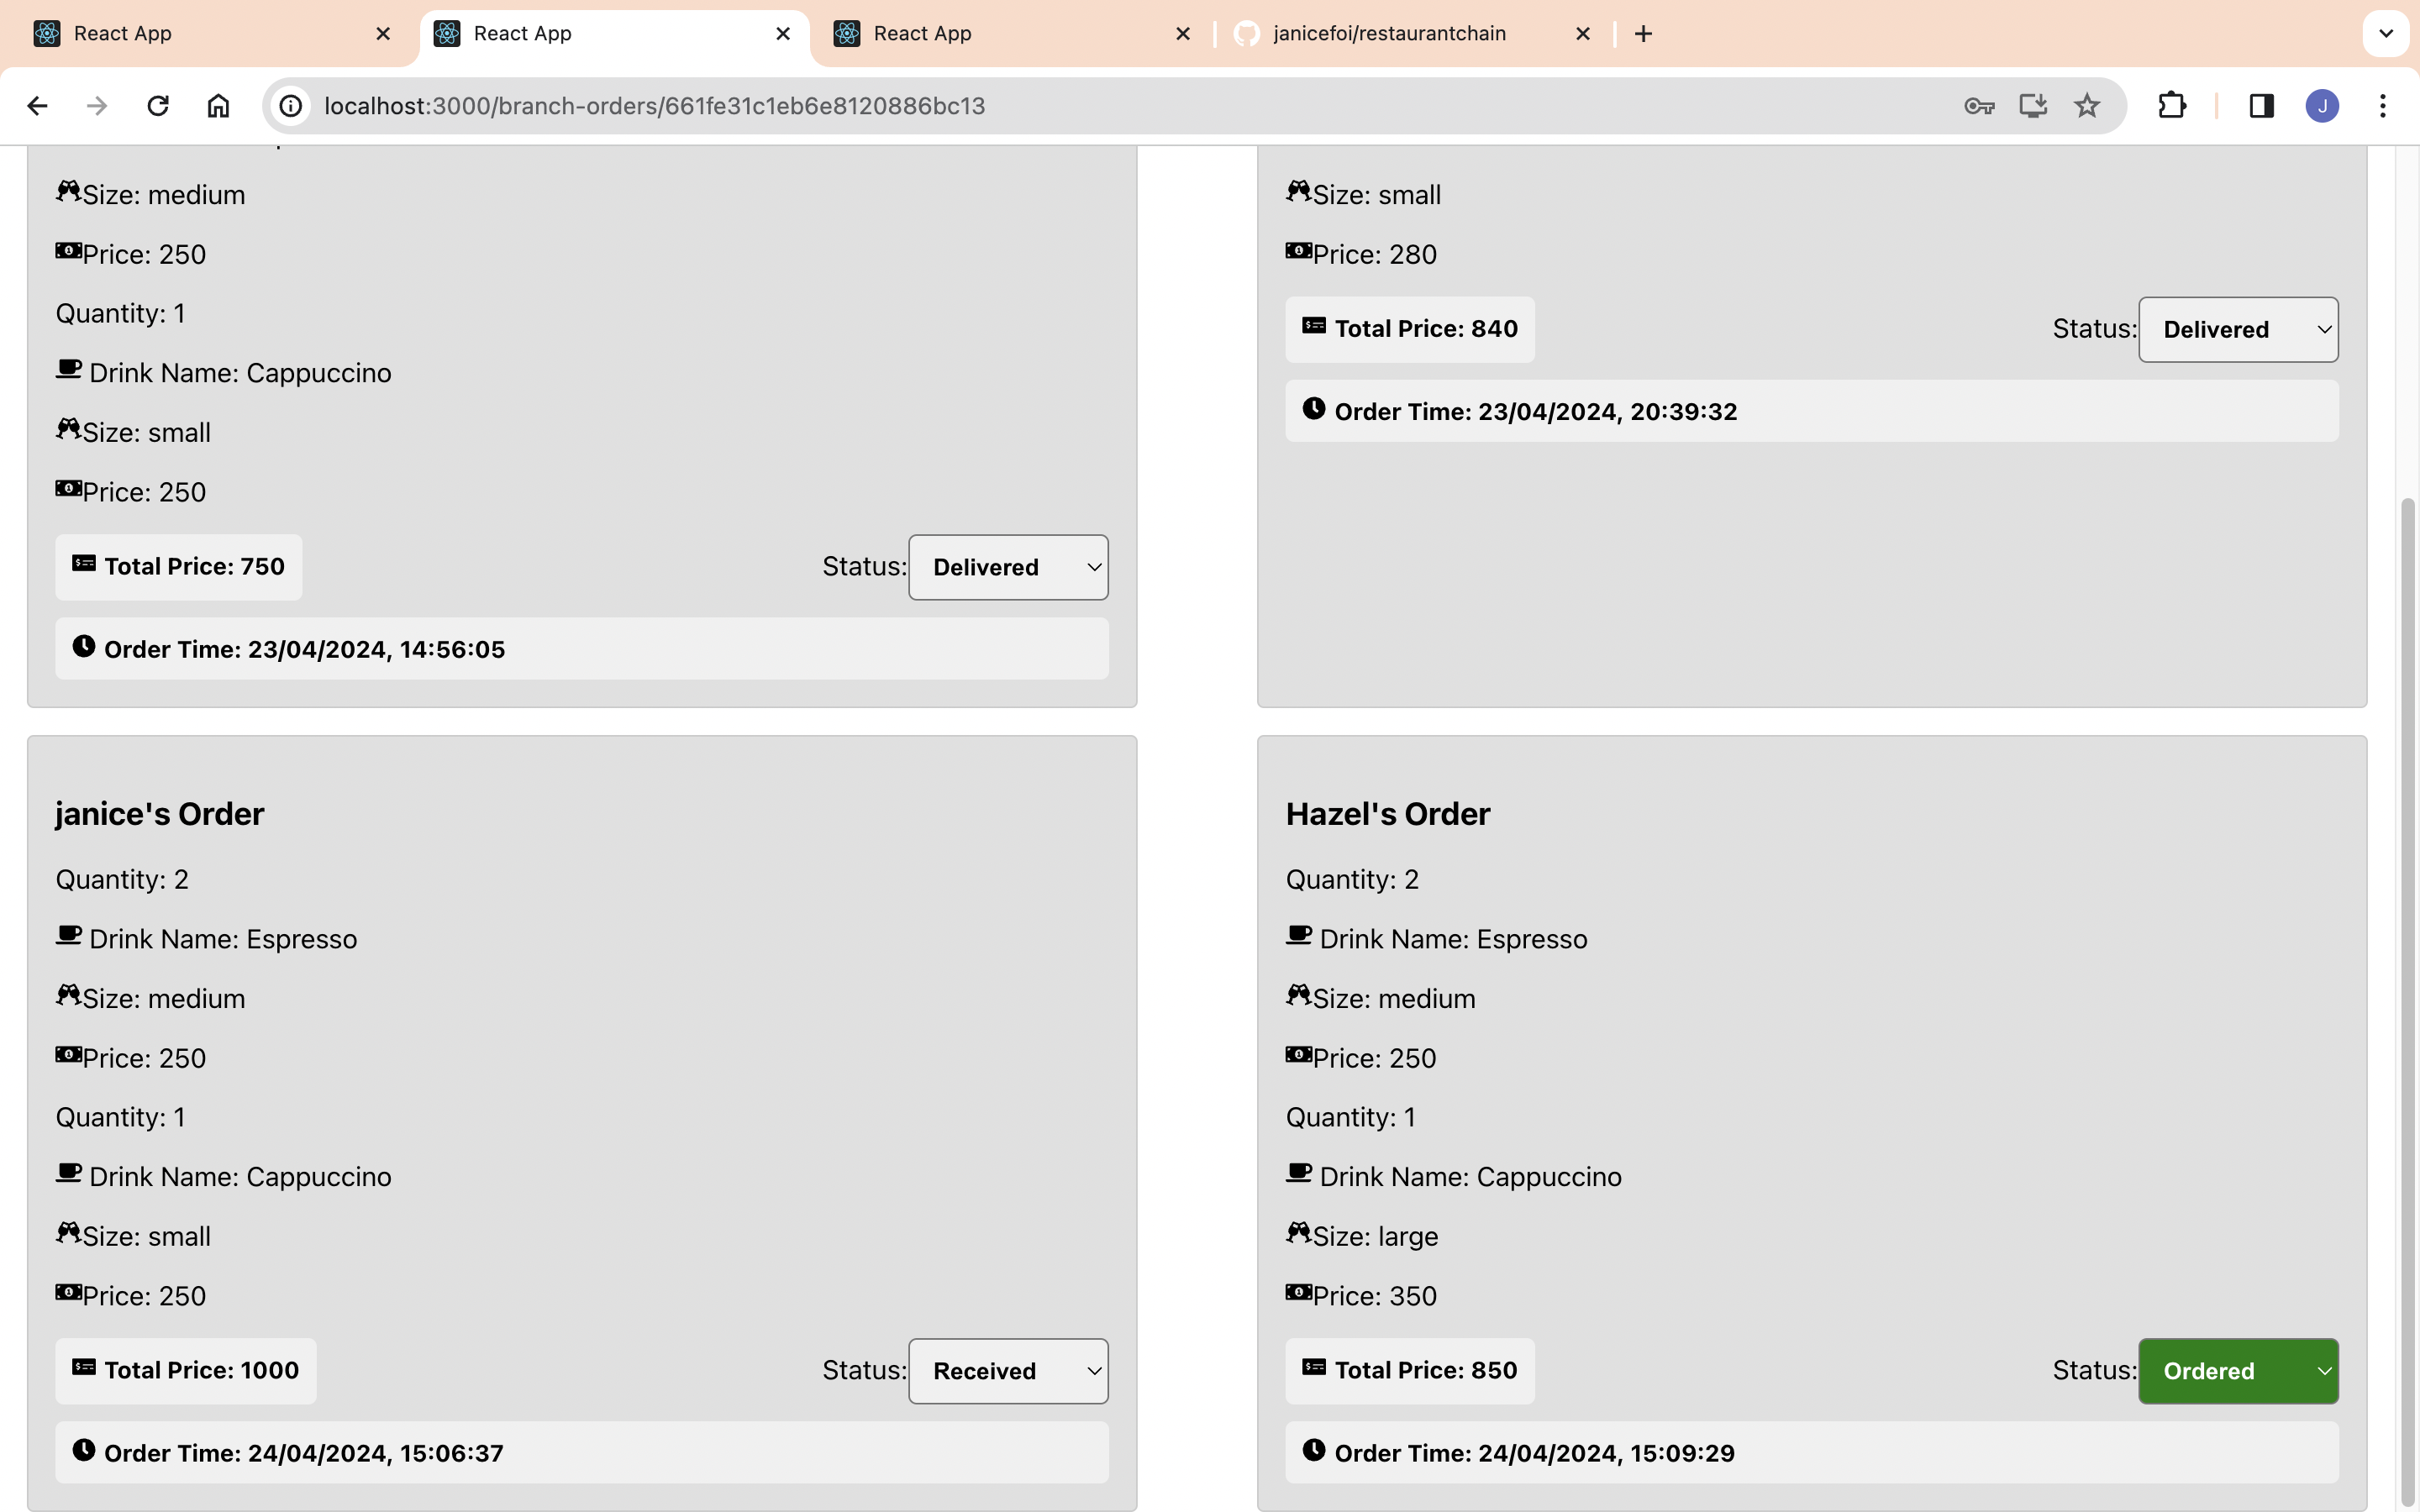 React App
React App
React App
janicefoi/restaurantchain
localhost:3000/branch-orders/661fe31c1eb6e8120886bc13
J
Size: medium
Price: 250
Quantity: 1
Drink Name: Cappuccino
Size: small
Price: 250
Total Price: 750
Status: Delivered
Order Time: 23/04/2024, 14:56:05
Size: small
Price: 280
Total Price: 840
Status: Delivered
Order Time: 23/04/2024, 20:39:32
janice's Order
Quantity: 2
Drink Name: Espresso
Size: medium
Price: 250
Quantity: 1
Drink Name: Cappuccino
Size: small
Price: 250
Total Price: 1000
Status: Received
Order Time: 24/04/2024, 15:06:37
Hazel's Order
Quantity: 2
Drink Name: Espresso
Size: medium
Price: 250
Quantity: 1
Drink Name: Cappuccino
Size: large
Price: 350
Total Price: 850
Status: Ordered
Order Time: 24/04/2024, 15:09:29